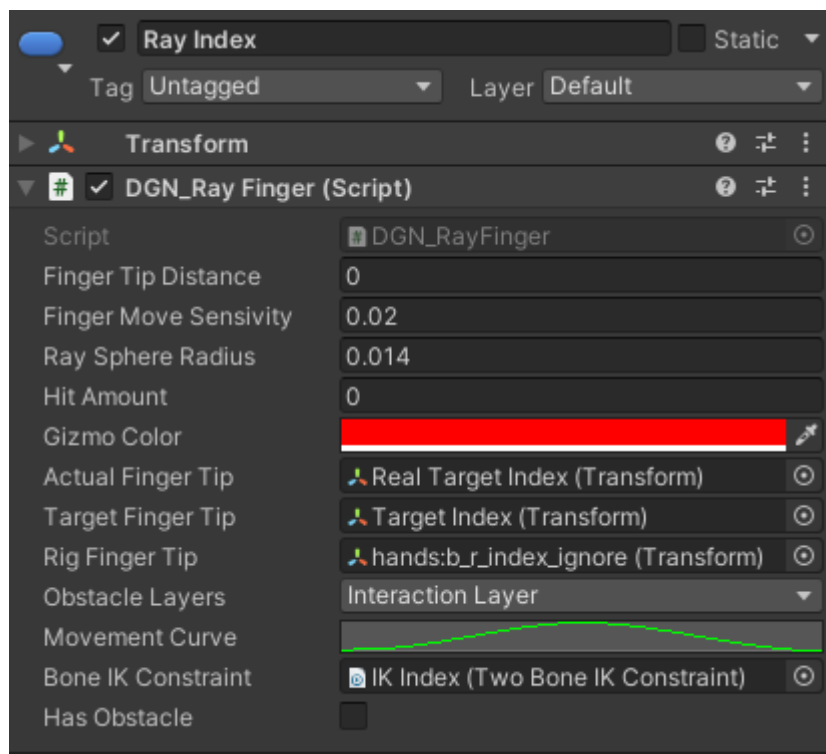 Ray Index Static
Tag Untagged Layer Default
Transform
# DGN_Ray Finger (Script)
Script # DGN_RayFinger
Finger Tip Distance 0
Finger Move Sensivity 0.02
Ray Sphere Radius 0.014
Hit Amount 0
Gizmo Color
Actual Finger Tip Real Target Index (Transform)
Target Finger Tip Target Index (Transform)
Rig Finger Tip hands:b_r_index_ignore (Transform)
Obstacle Layers Interaction Layer
Movement Curve
Bone IK Constraint IK Index (Two Bone IK Constraint)
Has Obstacle